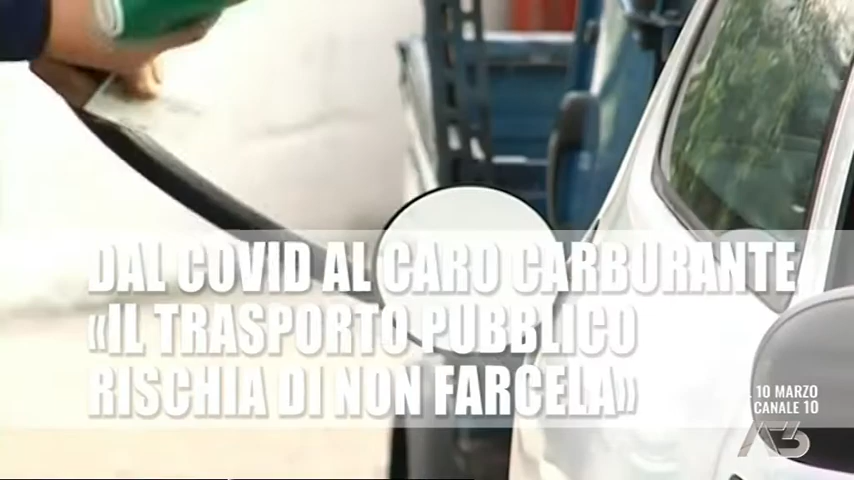 DAL COVID AL CARO CARBURANTE
«IL TRASPORTO PUBBLICO
RISCHIA DI NON FARCELA»
10 MARZO
CANALE 10